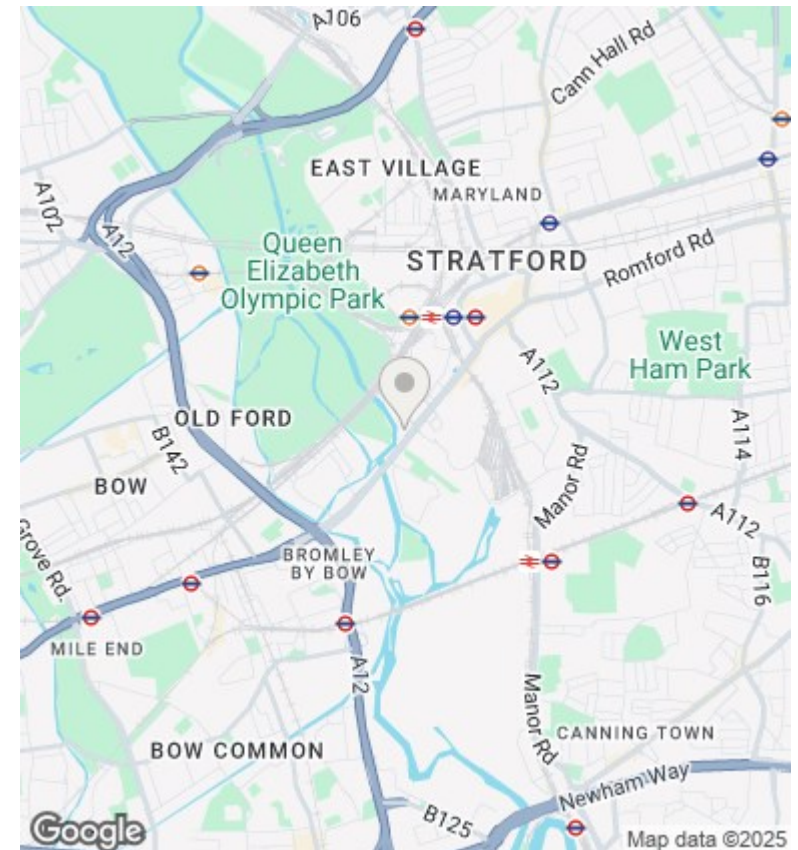 A106
Cann Hall Rd
EAST VILLAGE
MARYLAND
A102
A12
Queen
Elizabeth
Olympic Park
STRATFORD
Romford Rd
West
Ham Park
A112
A114
OLD FORD
B142
BOW
Manor Rd
A112
Grove Rd.
BROMLEY
BY BOW
B116
MILE END
A12
Manor Rd
CANNING TOWN
BOW COMMON
Newham Way
B125
Google
Map data ©2025